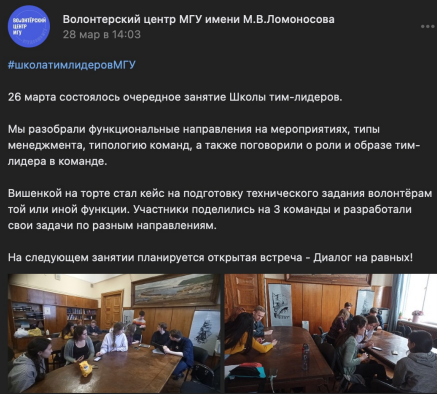 ВОЛОНТЁРСКИЙ
ЦЕНТР
МГУ
Волонтерский центр МГУ имени М.В.Ломоносова
28 мар в 14:03
#школатимлидеровМГУ
26 марта состоялось очередное занятие Школы тим-лидеров.
Мы разобрали функциональные направления на мероприятиях, типы
менеджмента, типологию команд, а также поговорили о роли и образе тим-
лидера в команде.
Вишенкой на торте стал кейс на подготовку технического задания волонтёрам
той или иной функции. Участники поделились на 3 команды и разработали
свои задачи по разным направлениям.
На следующем занятии планируется открытая встреча - Диалог на равных!